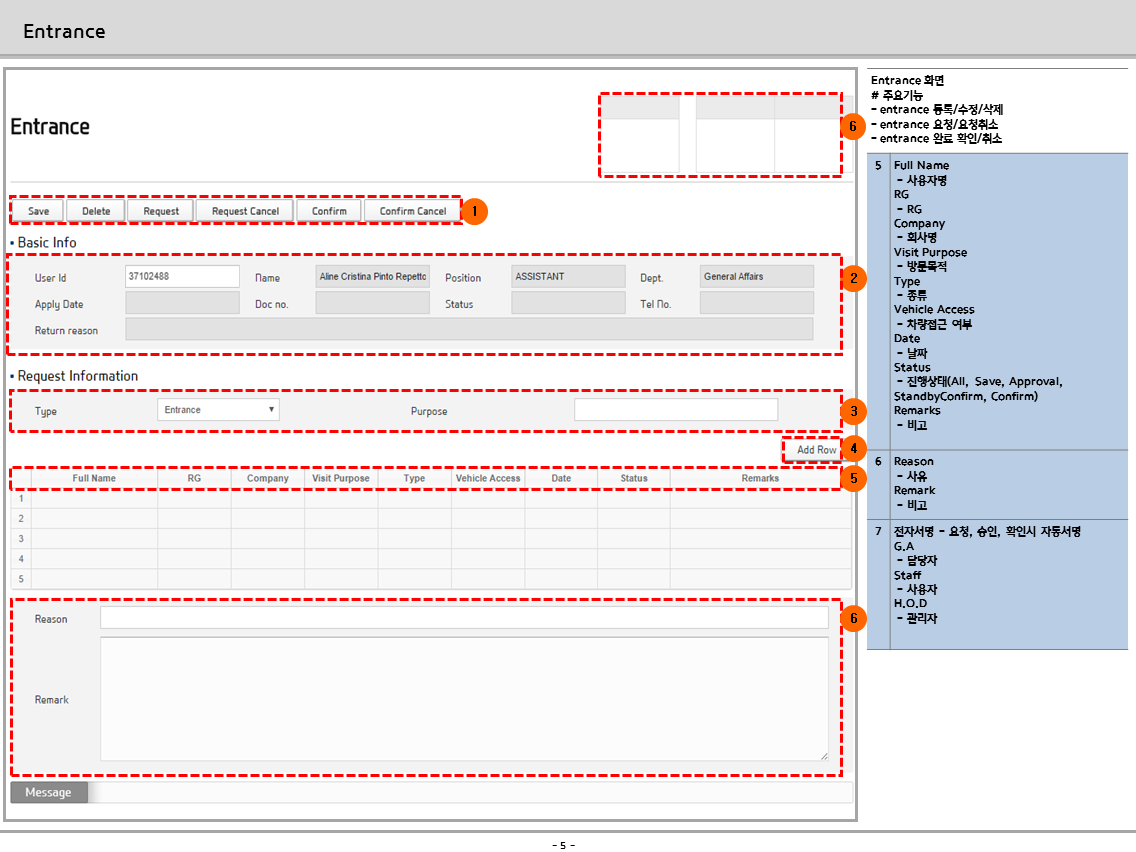 Entrance
Entrance
6
Save Delete Request Request Cancel Confirm Confirm Cancel
1
• Basic Info
User Id 37102488 Name Aline Cristina Pinto Repetto Position ASSISTANT Dept. General Affairs
2
Apply Date Doc no. Status Tel No.
Return reason
• Request Information
Type Entrance Purpose
3
Add Row
4
Full Name RG Company Visit Purpose Type Vehicle Access Date Status Remarks
5
1
2
3
4
5
Reason
6
Remark
Message
Entrance 화면
# 주요기능
- entrance 등록/수정/삭제
- entrance 요청/요청취소
- entrance 완료 확인/취소
5 Full Name
- 사용자명
RG
- RG
Company
- 회사명
Visit Purpose
- 방문목적
Type
- 종류
Vehicle Access
- 차량접근 여부
Date
- 날짜
Status
- 진행상태(All, Save, Approval,
StandbyConfirm, Confirm)
Remarks
- 비고
6 Reason
- 사유
Remark
- 비고
7 전자서명 - 요청, 승인, 확인시 자동서명
G.A
- 담당자
Staff
- 사용자
H.O.D
- 관리자
- 5 -